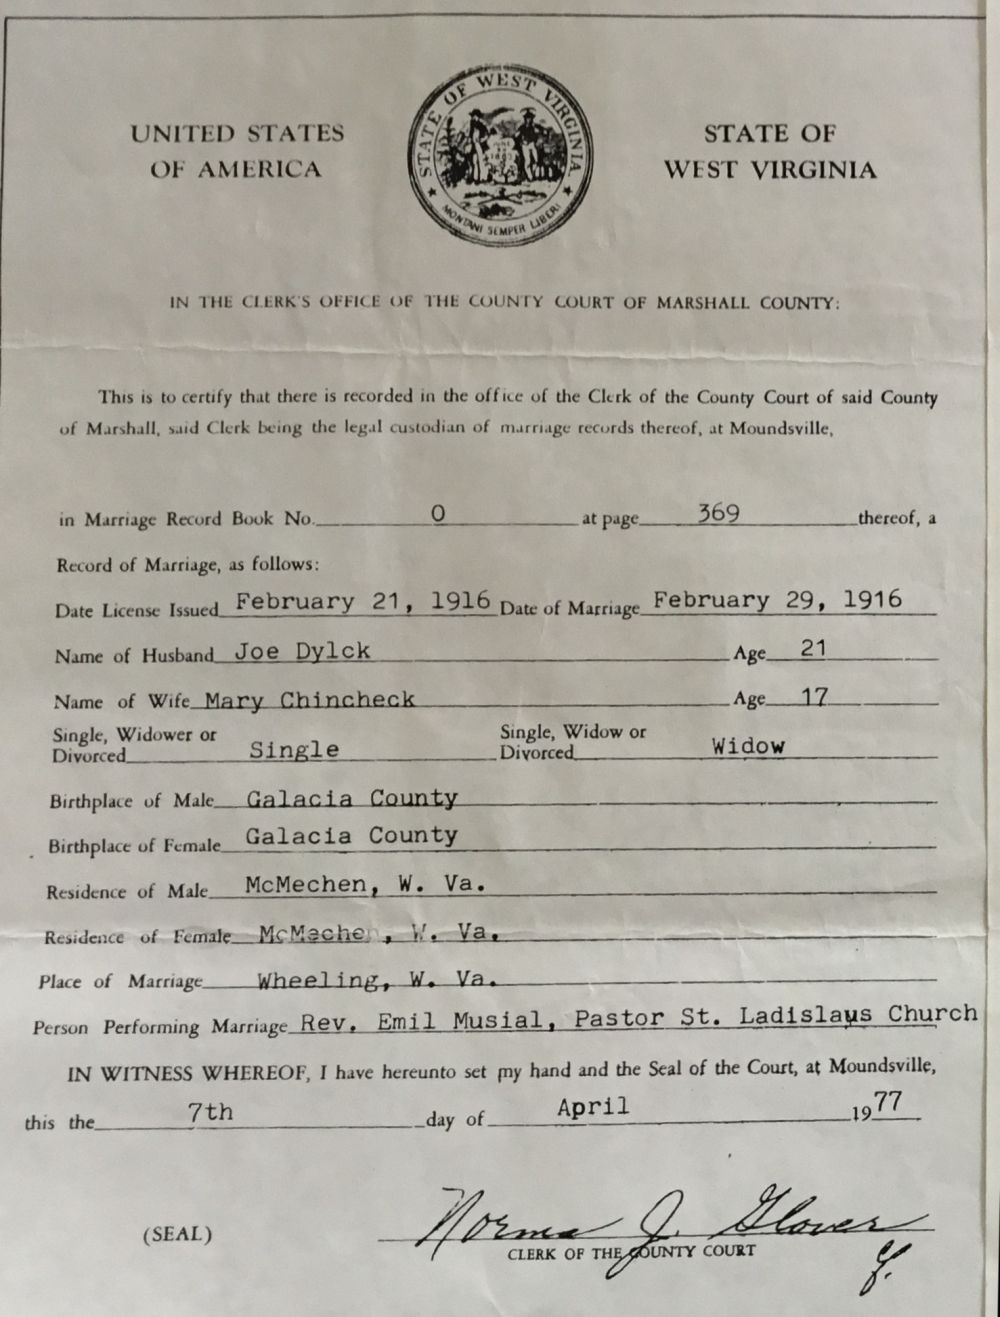 UNITED STATES
OF AMERICA
STATE OF WEST VIRGINIA
MONTANI SEMPER LIBERI
STATE OF
WEST VIRGINIA
IN THE CLERK'S OFFICE OF THE COUNTY COURT OF MARSHALL COUNTY:
This is to certify that there is recorded in the office of the Clerk of the County Court of said County
of Marshall, said Clerk being the legal custodian of marriage records thereof, at Moundsville,
in Marriage Record Book No. O at page 369 thereof, a
Record of Marriage, as follows:
Date License Issued February 21, 1916 Date of Marriage February 29, 1916
Name of Husband Joe Dylck Age 21
Name of Wife Mary Chincheck Age 17
Single, Widower or
Divorced Single
Single, Widow or
Divorced Widow
Birthplace of Male Galacia County
Birthplace of Female Galacia County
Residence of Male McMechen, W. Va.
Residence of Female McMeche , W. Va.
Place of Marriage Wheeling, W. Va.
Person Performing Marriage Rev. Emil Musial, Pastor St. Ladislaus Church
IN WITNESS WHEREOF, I have hereunto set my hand and the Seal of the Court, at Moundsville,
this the 7th day of April 1977
(SEAL)
Norma J. Glover
CLERK OF THE COUNTY COURT